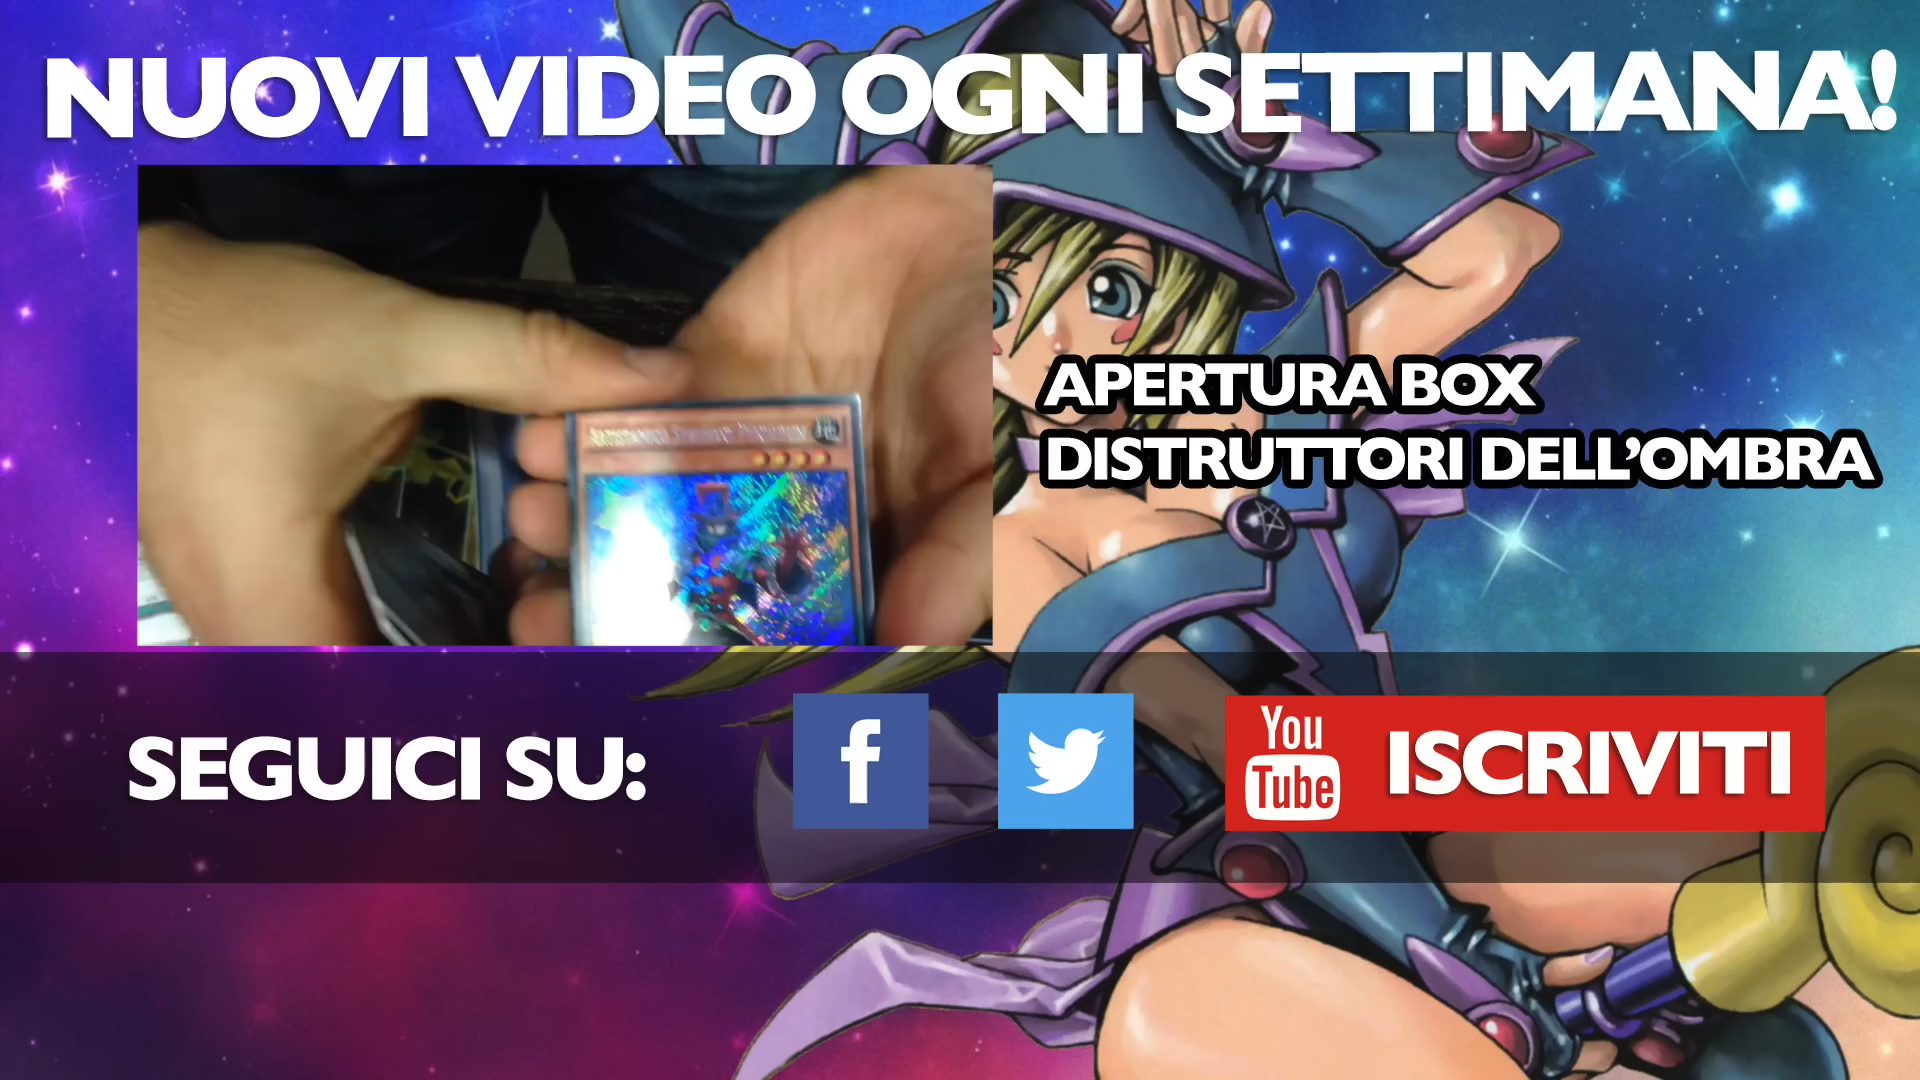 NUOVI VIDEO OGNI SETTIMANA!
APERTURA BOX
DISTRUTTORI DELL'OMBRA
SEGUICI SU:
f
You
Tube
ISCRIVITI